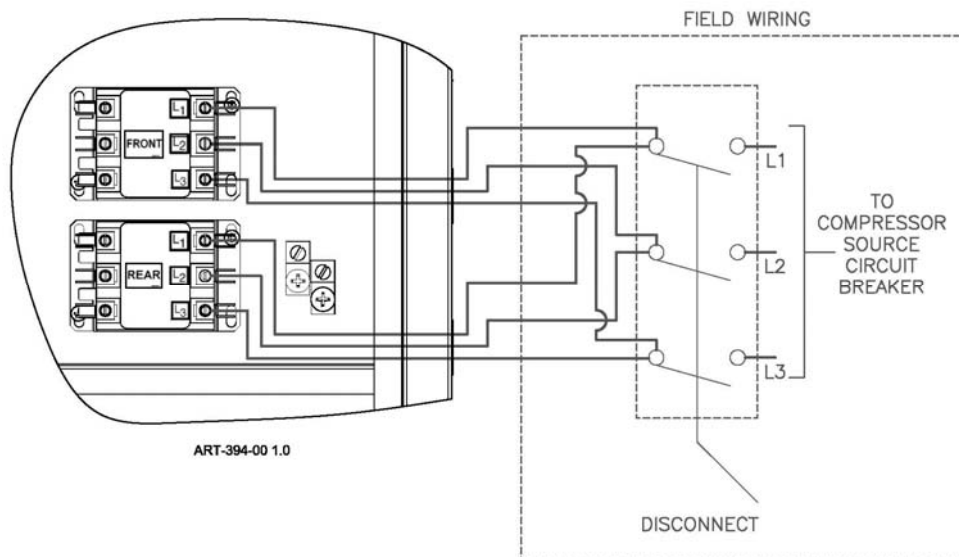 FIELD WIRING
L1
FRONT
L2
L3
L1
REAR
L2
L3
L1
L2
L3
TO
COMPRESSOR
SOURCE
CIRCUIT
BREAKER
ART-394-00 1.0
DISCONNECT